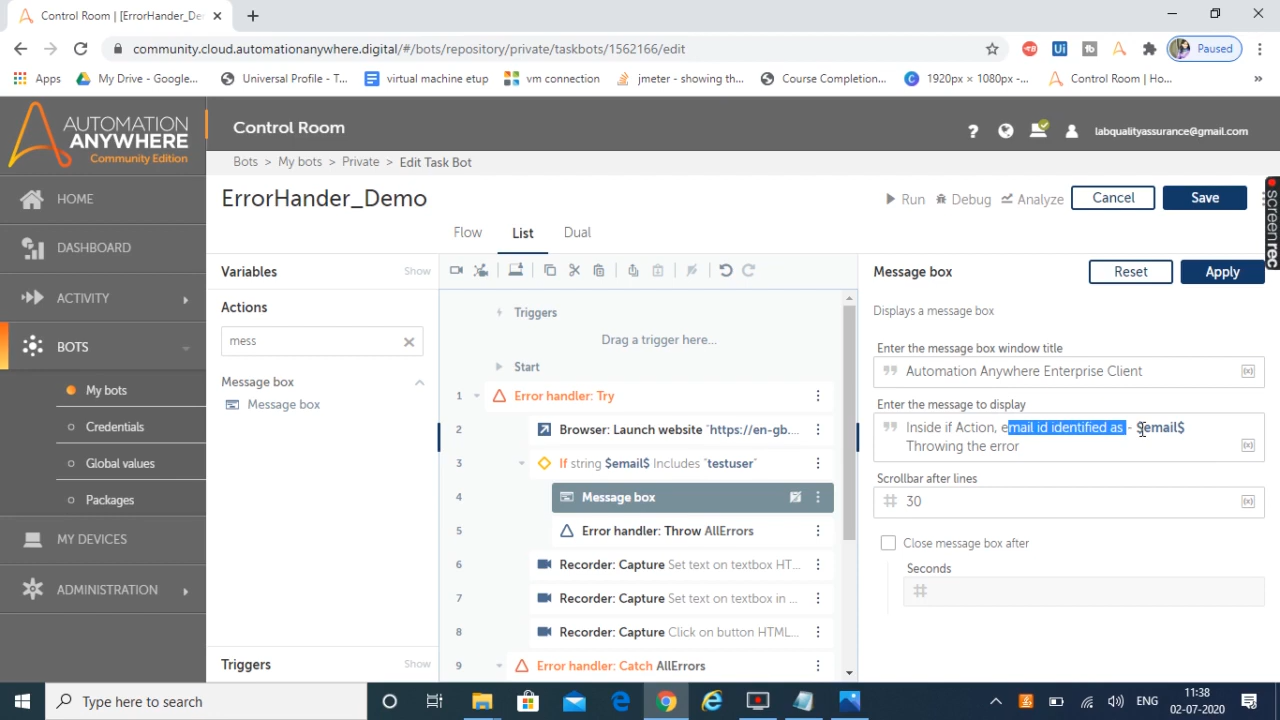 Control Room | [ErrorHander_De
Paused
community.cloud.automationanywhere.digital/#/bots/repository/private/taskbots/1562166/edit
Apps
My Drive - Google...
Universal Profile - T...
virtual machine etup
vm connection
jmeter - showing th...
Course Completion...
1920px × 1080px –...
Control Room | Ho...
AUTOMATION
ANYWHERE
Community Edition
Control Room
labqualityassurance@gmail.com
HOME
DASHBOARD
ACTIVITY
BOTS
My bots
Credentials
Global values
Packages
MY DEVICES
ADMINISTRATION
Bots > My bots > Private > Edit Task Bot
ErrorHander_Demo
Run
Debug
Analyze
Cancel
Save
screenrec
Flow
List
Dual
Variables
Show
Actions
mess
Message box
Message box
Triggers
Show
Triggers
Drag a trigger here...
Start
1 Error handler: Try
2 Browser: Launch website "https://en-gb....
3 If string $email$ Includes "testuser"
4 Message box
5 Error handler: Throw AllErrors
6 Recorder: Capture Set text on textbox HT...
7 Recorder: Capture Set text on textbox in ...
8 Recorder: Capture Click on button HTML...
9 Error handler: Catch AllErrors
Message box
Reset
Apply
Displays a message box
Enter the message box window title
Automation Anywhere Enterprise Client
(x)
Enter the message to display
Inside if Action, email id identified as - $email$
Throwing the error
(x)
Scrollbar after lines
# 30
(x)
Close message box after
Seconds
#
Type here to search
ENG
11:38
02-07-2020